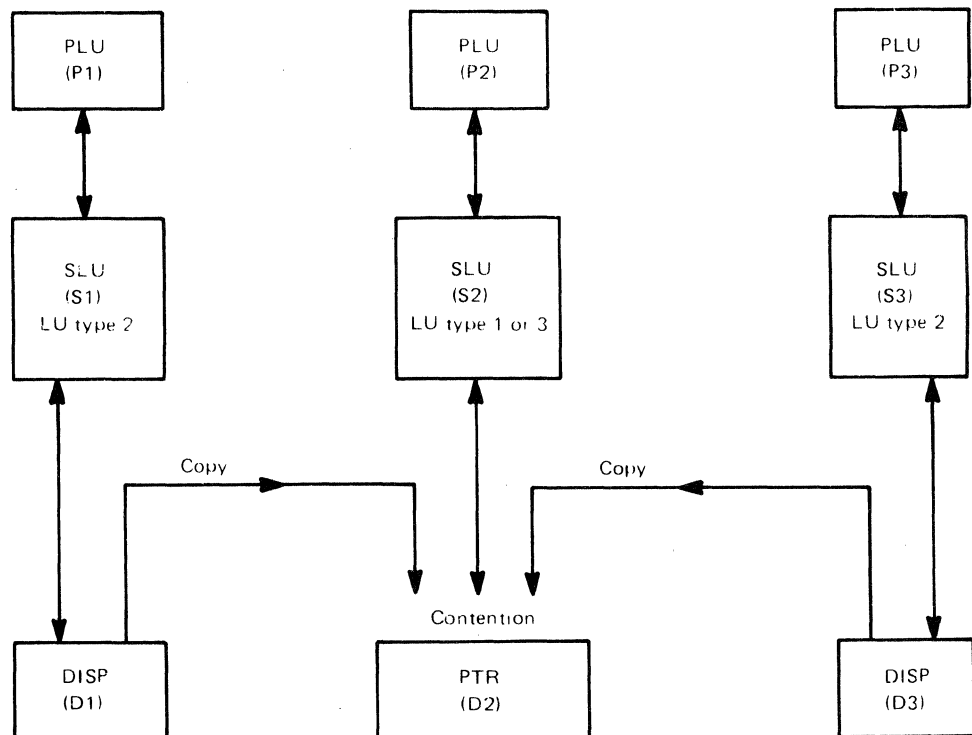 PLU
(P1)
PLU
(P2)
PLU
(P3)
SLU
(S1)
LU type 2
SLU
(S2)
LU type 1 or 3
SLU
(S3)
LU type 2
Copy
Copy
Contention
DISP
(D1)
PTR
(D2)
DISP
(D3)